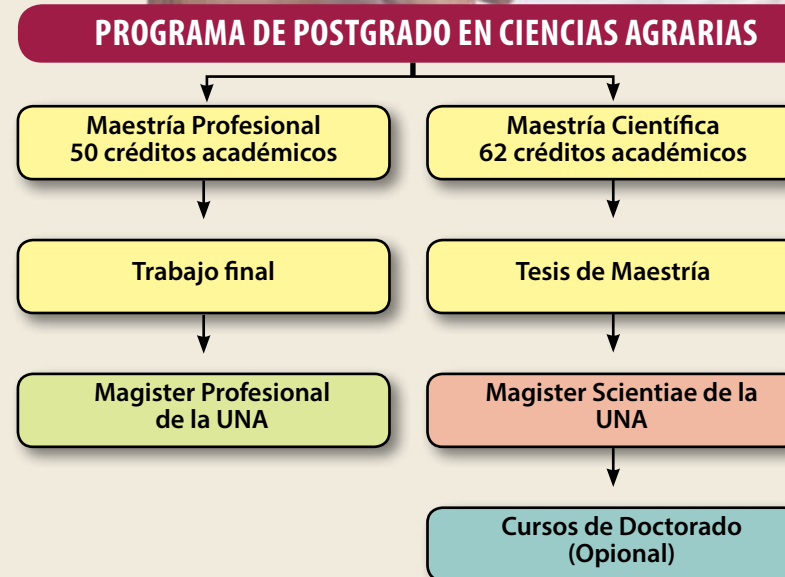 PROGRAMA DE POSTGRADO EN CIENCIAS AGRARIAS
Maestría Profesional
50 créditos académicos
Maestría Científica
62 créditos académicos
Trabajo final
Tesis de Maestría
Magister Profesional
de la UNA
Magister Scientiae de la
UNA
Cursos de Doctorado
(Opional)